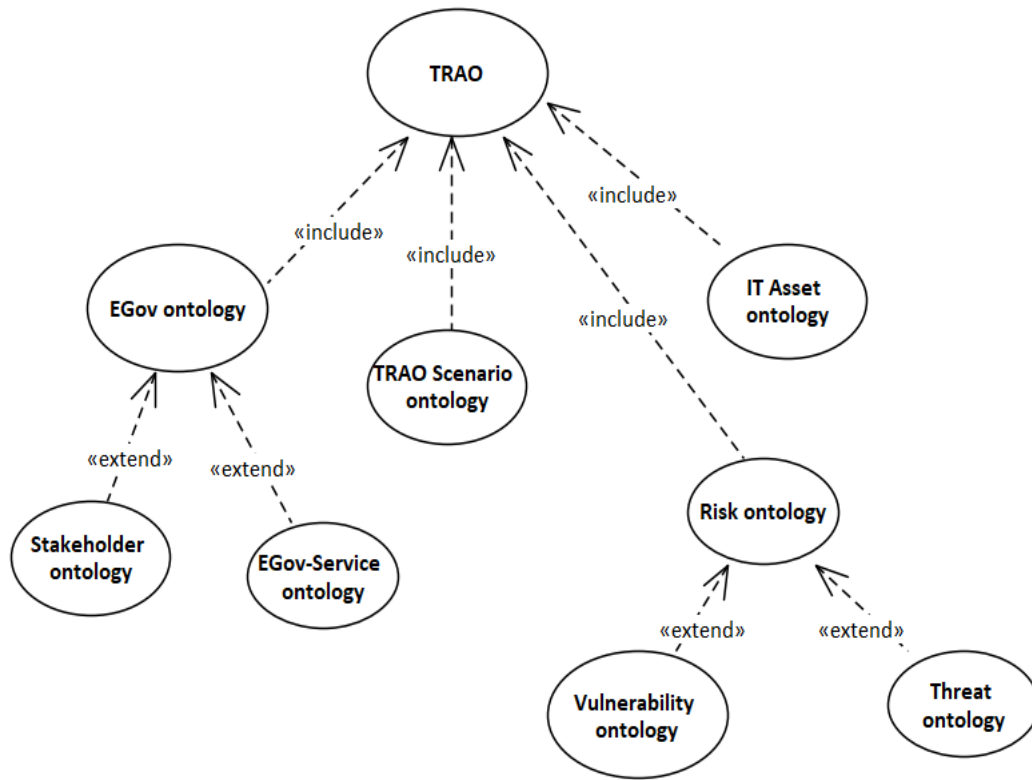 TRAO
«include»
«include»
«include»
«include»
EGov ontology
IT Asset
ontology
TRAO Scenario
ontology
«extend»
«extend»
Risk ontology
Stakeholder
ontology
EGov-Service
ontology
«extend»
«extend»
Vulnerability
ontology
Threat
ontology